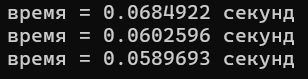 время = 0.0684922 секунд
время = 0.0602596 секунд
время = 0.0589693 секунд